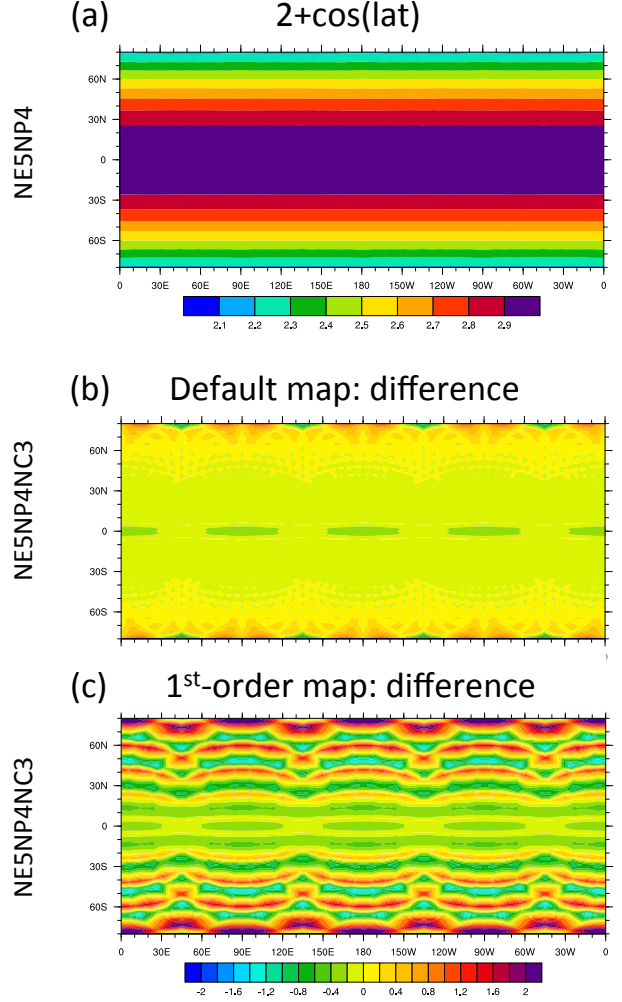 (a) 2+cos(lat)
NE5NP4
60N
30N
0
30S
60S
0 30E 60E 90E 120E 150E 180 150W 120W 90W 60W 30W 0
2.1 2.2 2.3 2.4 2.5 2.6 2.7 2.8 2.9
(b) Default map: difference
NE5NP4NC3
60N
30N
0
30S
60S
(c) 1st-order map: difference
NE5NP4NC3
60N
30N
0
30S
60S
0 30E 60E 90E 120E 150E 180 150W 120W 90W 60W 30W 0
-2 -1.6 -1.2 -0.8 -0.4 0 0.4 0.8 1.2 1.6 2